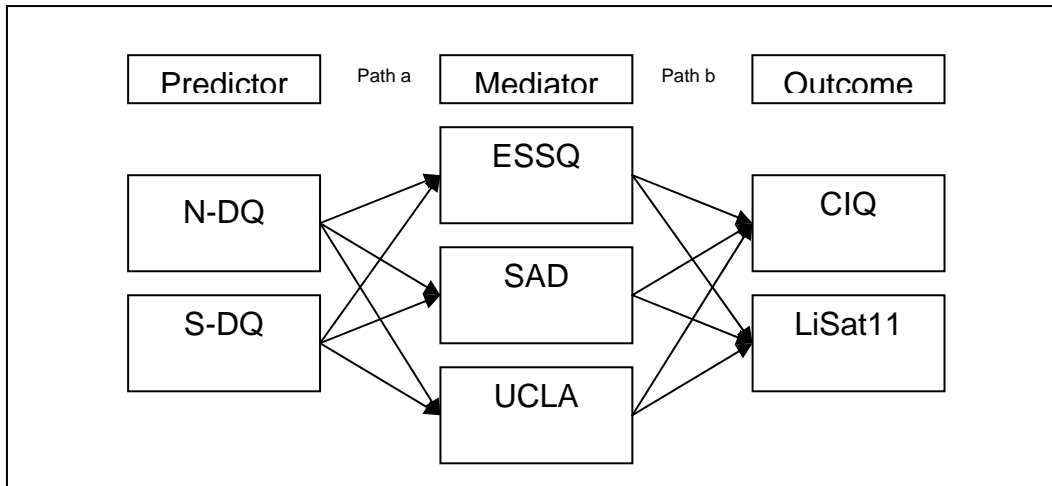 Predictor
Path a
Mediator
Path b
Outcome
ESSQ
N-DQ
CIQ
SAD
S-DQ
LiSat11
UCLA